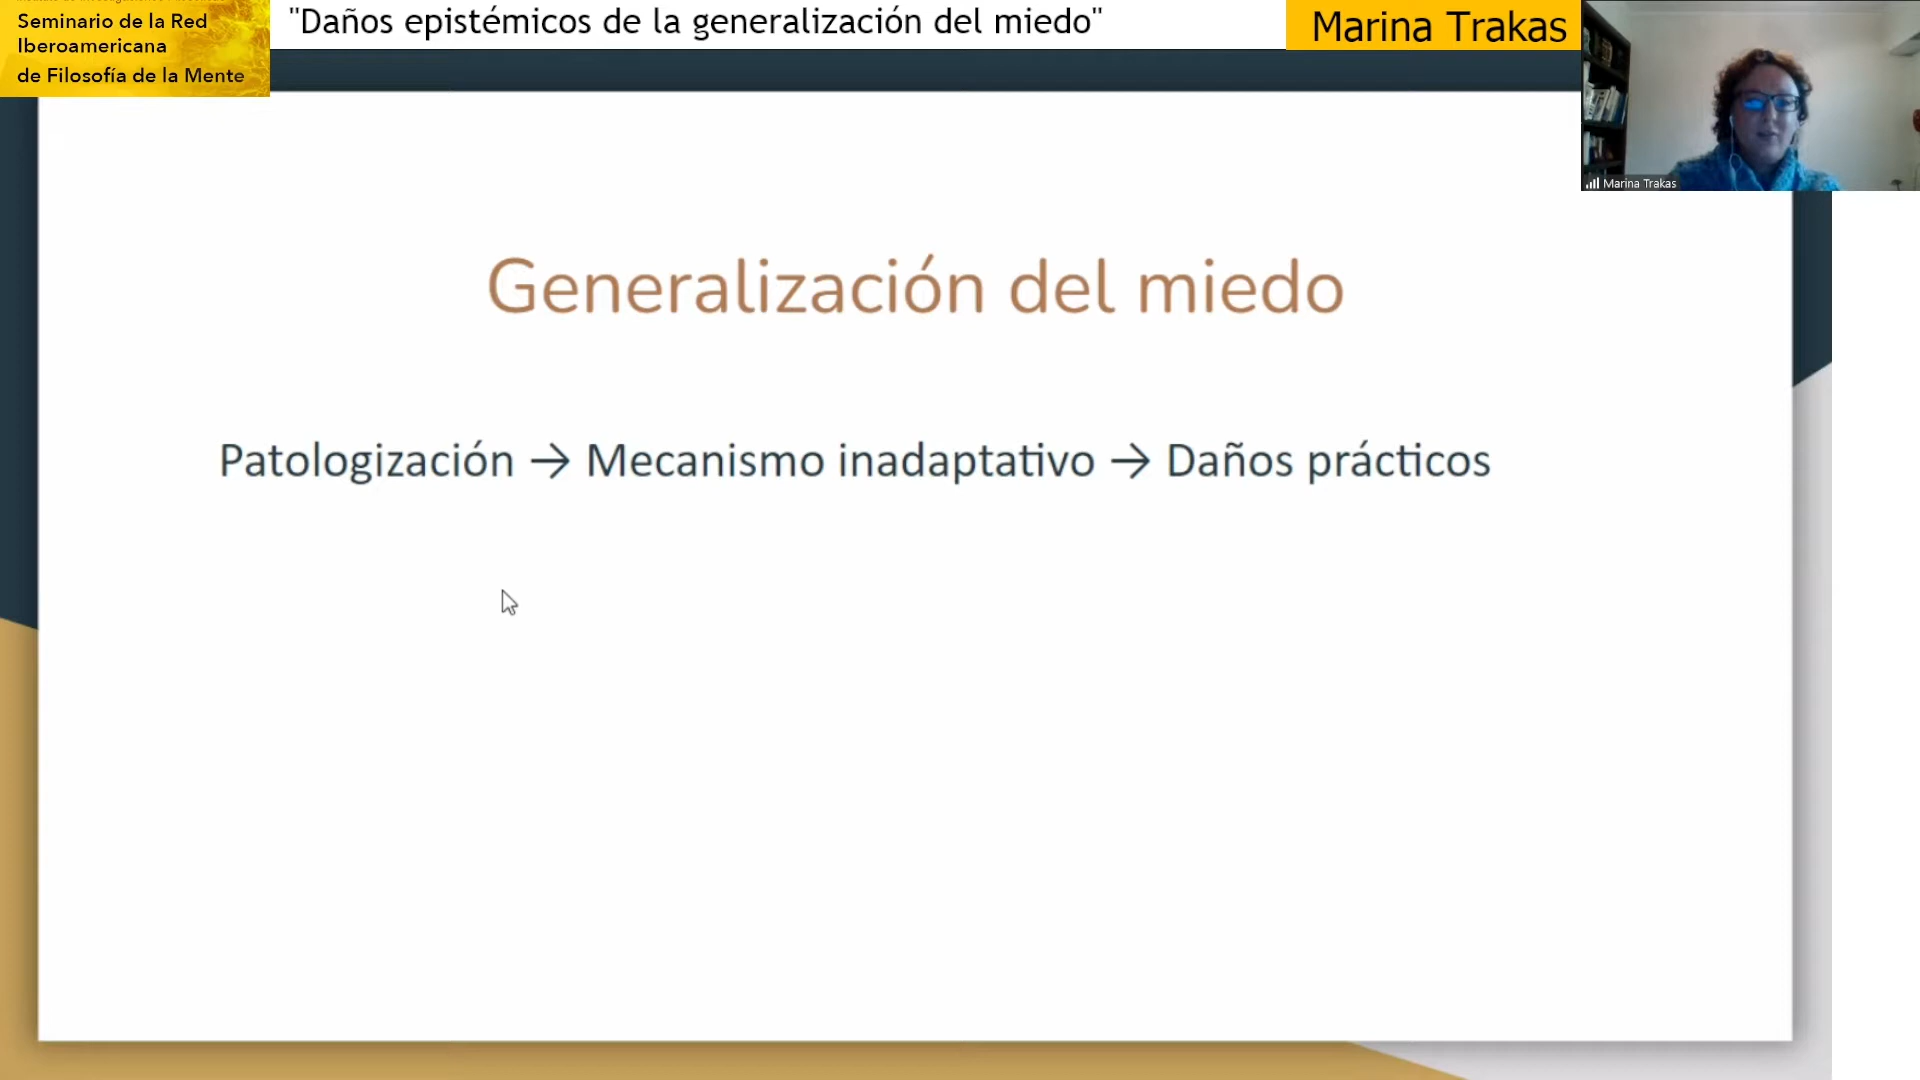 Seminario de la Red
Iberoamericana
de Filosofía de la Mente
"Daños epistémicos de la generalización del miedo"
Marina Trakas
Marina Trakas
Generalización del miedo
Patologización → Mecanismo inadaptativo → Daños prácticos